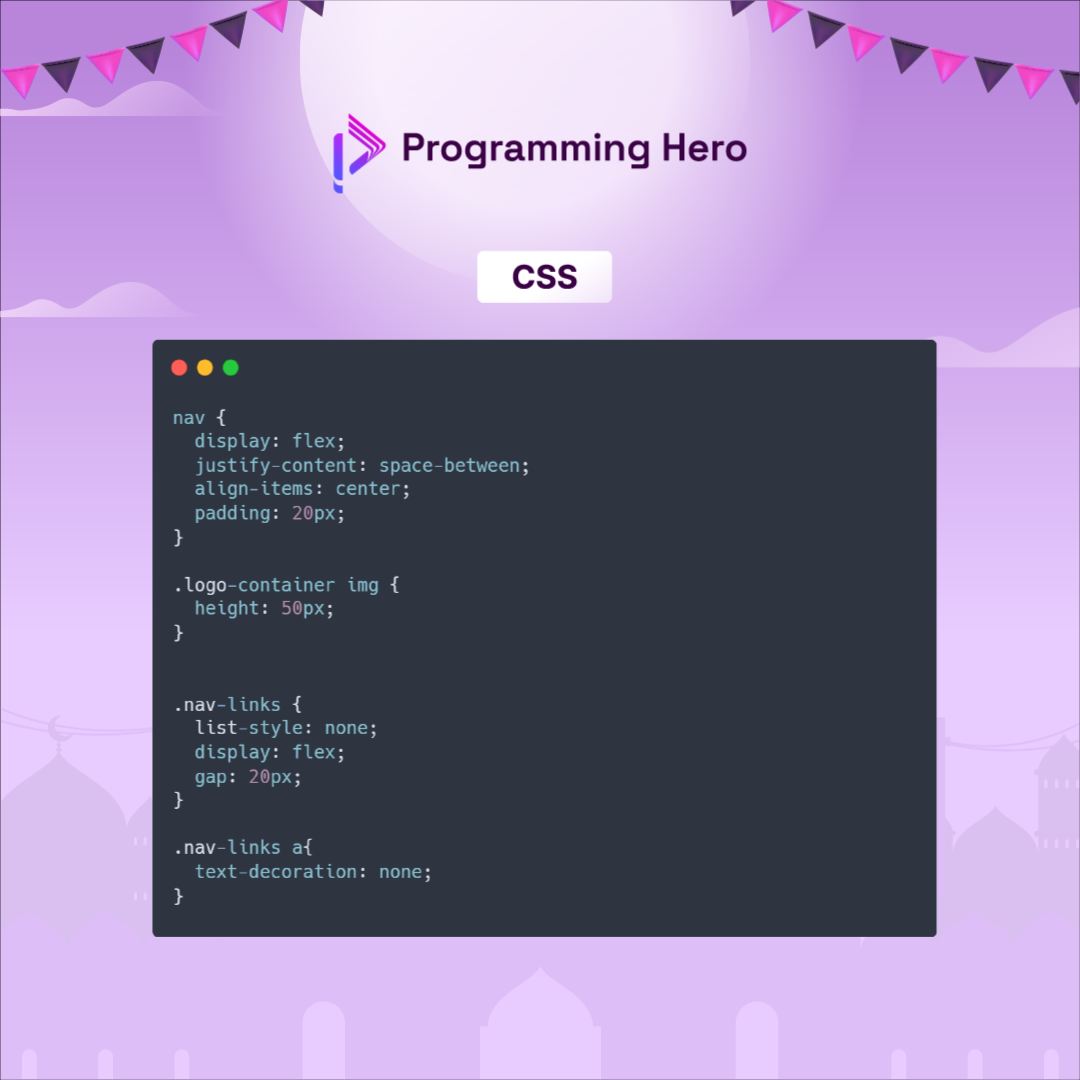 Programming Hero
CSS
nav {
  display: flex;
  justify-content: space-between;
  align-items: center;
  padding: 20px;
}
.logo-container img {
  height: 50px;
}
.nav-links {
  list-style: none;
  display: flex;
  gap: 20px;
}
.nav-links a{
  text-decoration: none;
}